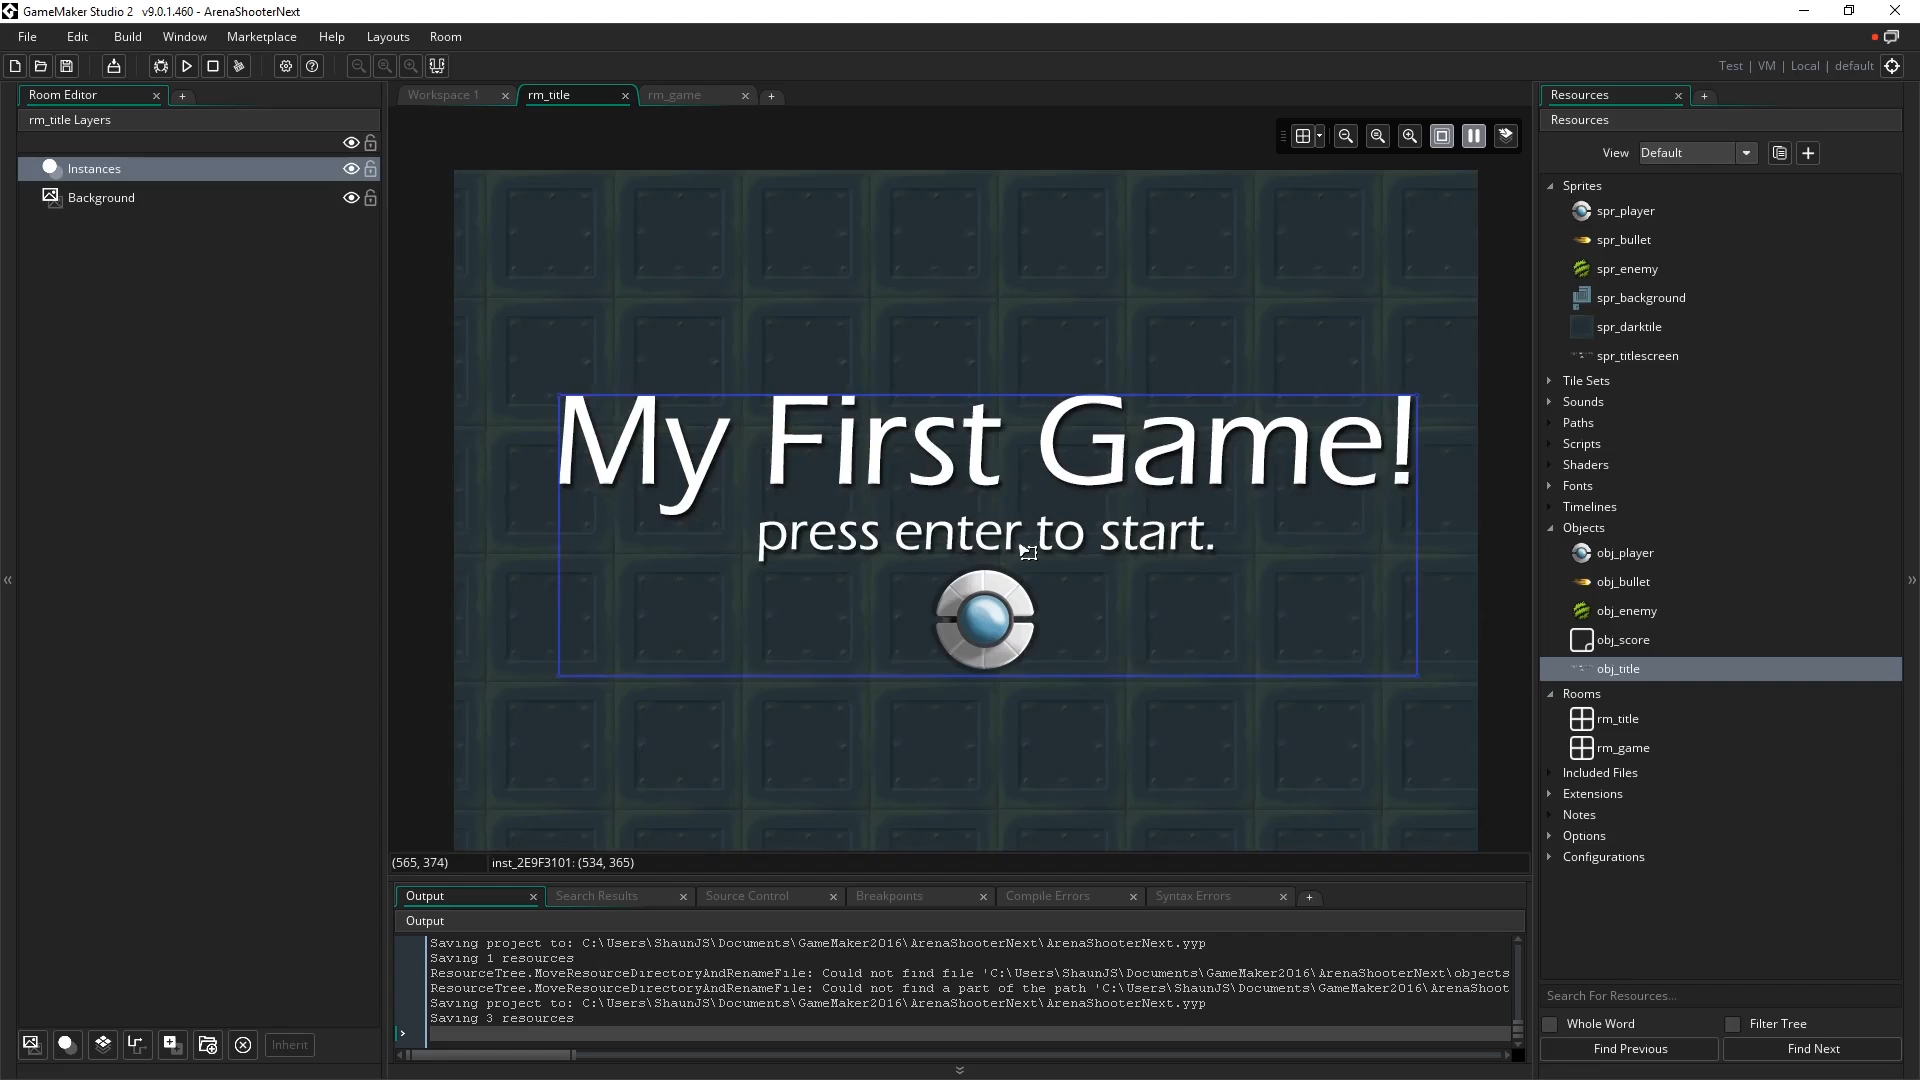 GameMaker Studio 2 v9.0.1.460 - ArenaShooterNext
File Edit Build Window Marketplace Help Layouts Room
Test | VM | Local | default
Room Editor
rm_title Layers
Instances
Background
Inherit
Workspace 1 rm_title rm_game
My First Game!
press enter to start.
(565, 374) inst_2E9F3101: (534, 365)
Output Search Results Source Control Breakpoints Compile Errors Syntax Errors
Output
Saving project to: C:\Users\ShaunJS\Documents\GameMaker2016\ArenaShooterNext\ArenaShooterNext.yyp
Saving 1 resources
ResourceTree.MoveResourceDirectoryAndRenameFile: Could not find file 'C:\Users\ShaunJS\Documents\GameMaker2016\ArenaShooterNext\objects
ResourceTree.MoveResourceDirectoryAndRenameFile: Could not find a part of the path 'C:\Users\ShaunJS\Documents\GameMaker2016\ArenaShoot
Saving project to: C:\Users\ShaunJS\Documents\GameMaker2016\ArenaShooterNext\ArenaShooterNext.yyp
Saving 3 resources
Resources
Resources
View Default
Sprites
spr_player
spr_bullet
spr_enemy
spr_background
spr_darktile
spr_titlescreen
Tile Sets
Sounds
Paths
Scripts
Shaders
Fonts
Timelines
Objects
obj_player
obj_bullet
obj_enemy
obj_score
obj_title
Rooms
rm_title
rm_game
Included Files
Extensions
Notes
Options
Configurations
Search For Resources...
Whole Word Filter Tree
Find Previous Find Next